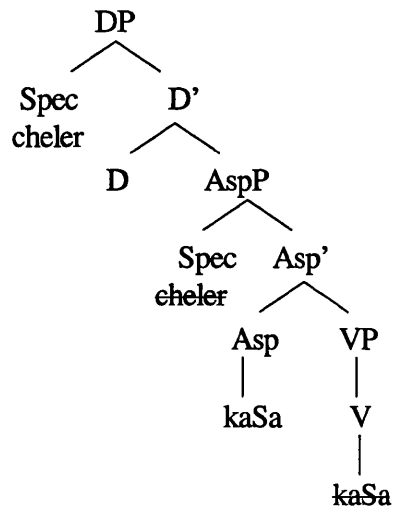 DP
Spec D'
cheler
D AspP
Spec Asp'
cheler
Asp VP
kaSa V
kaSa